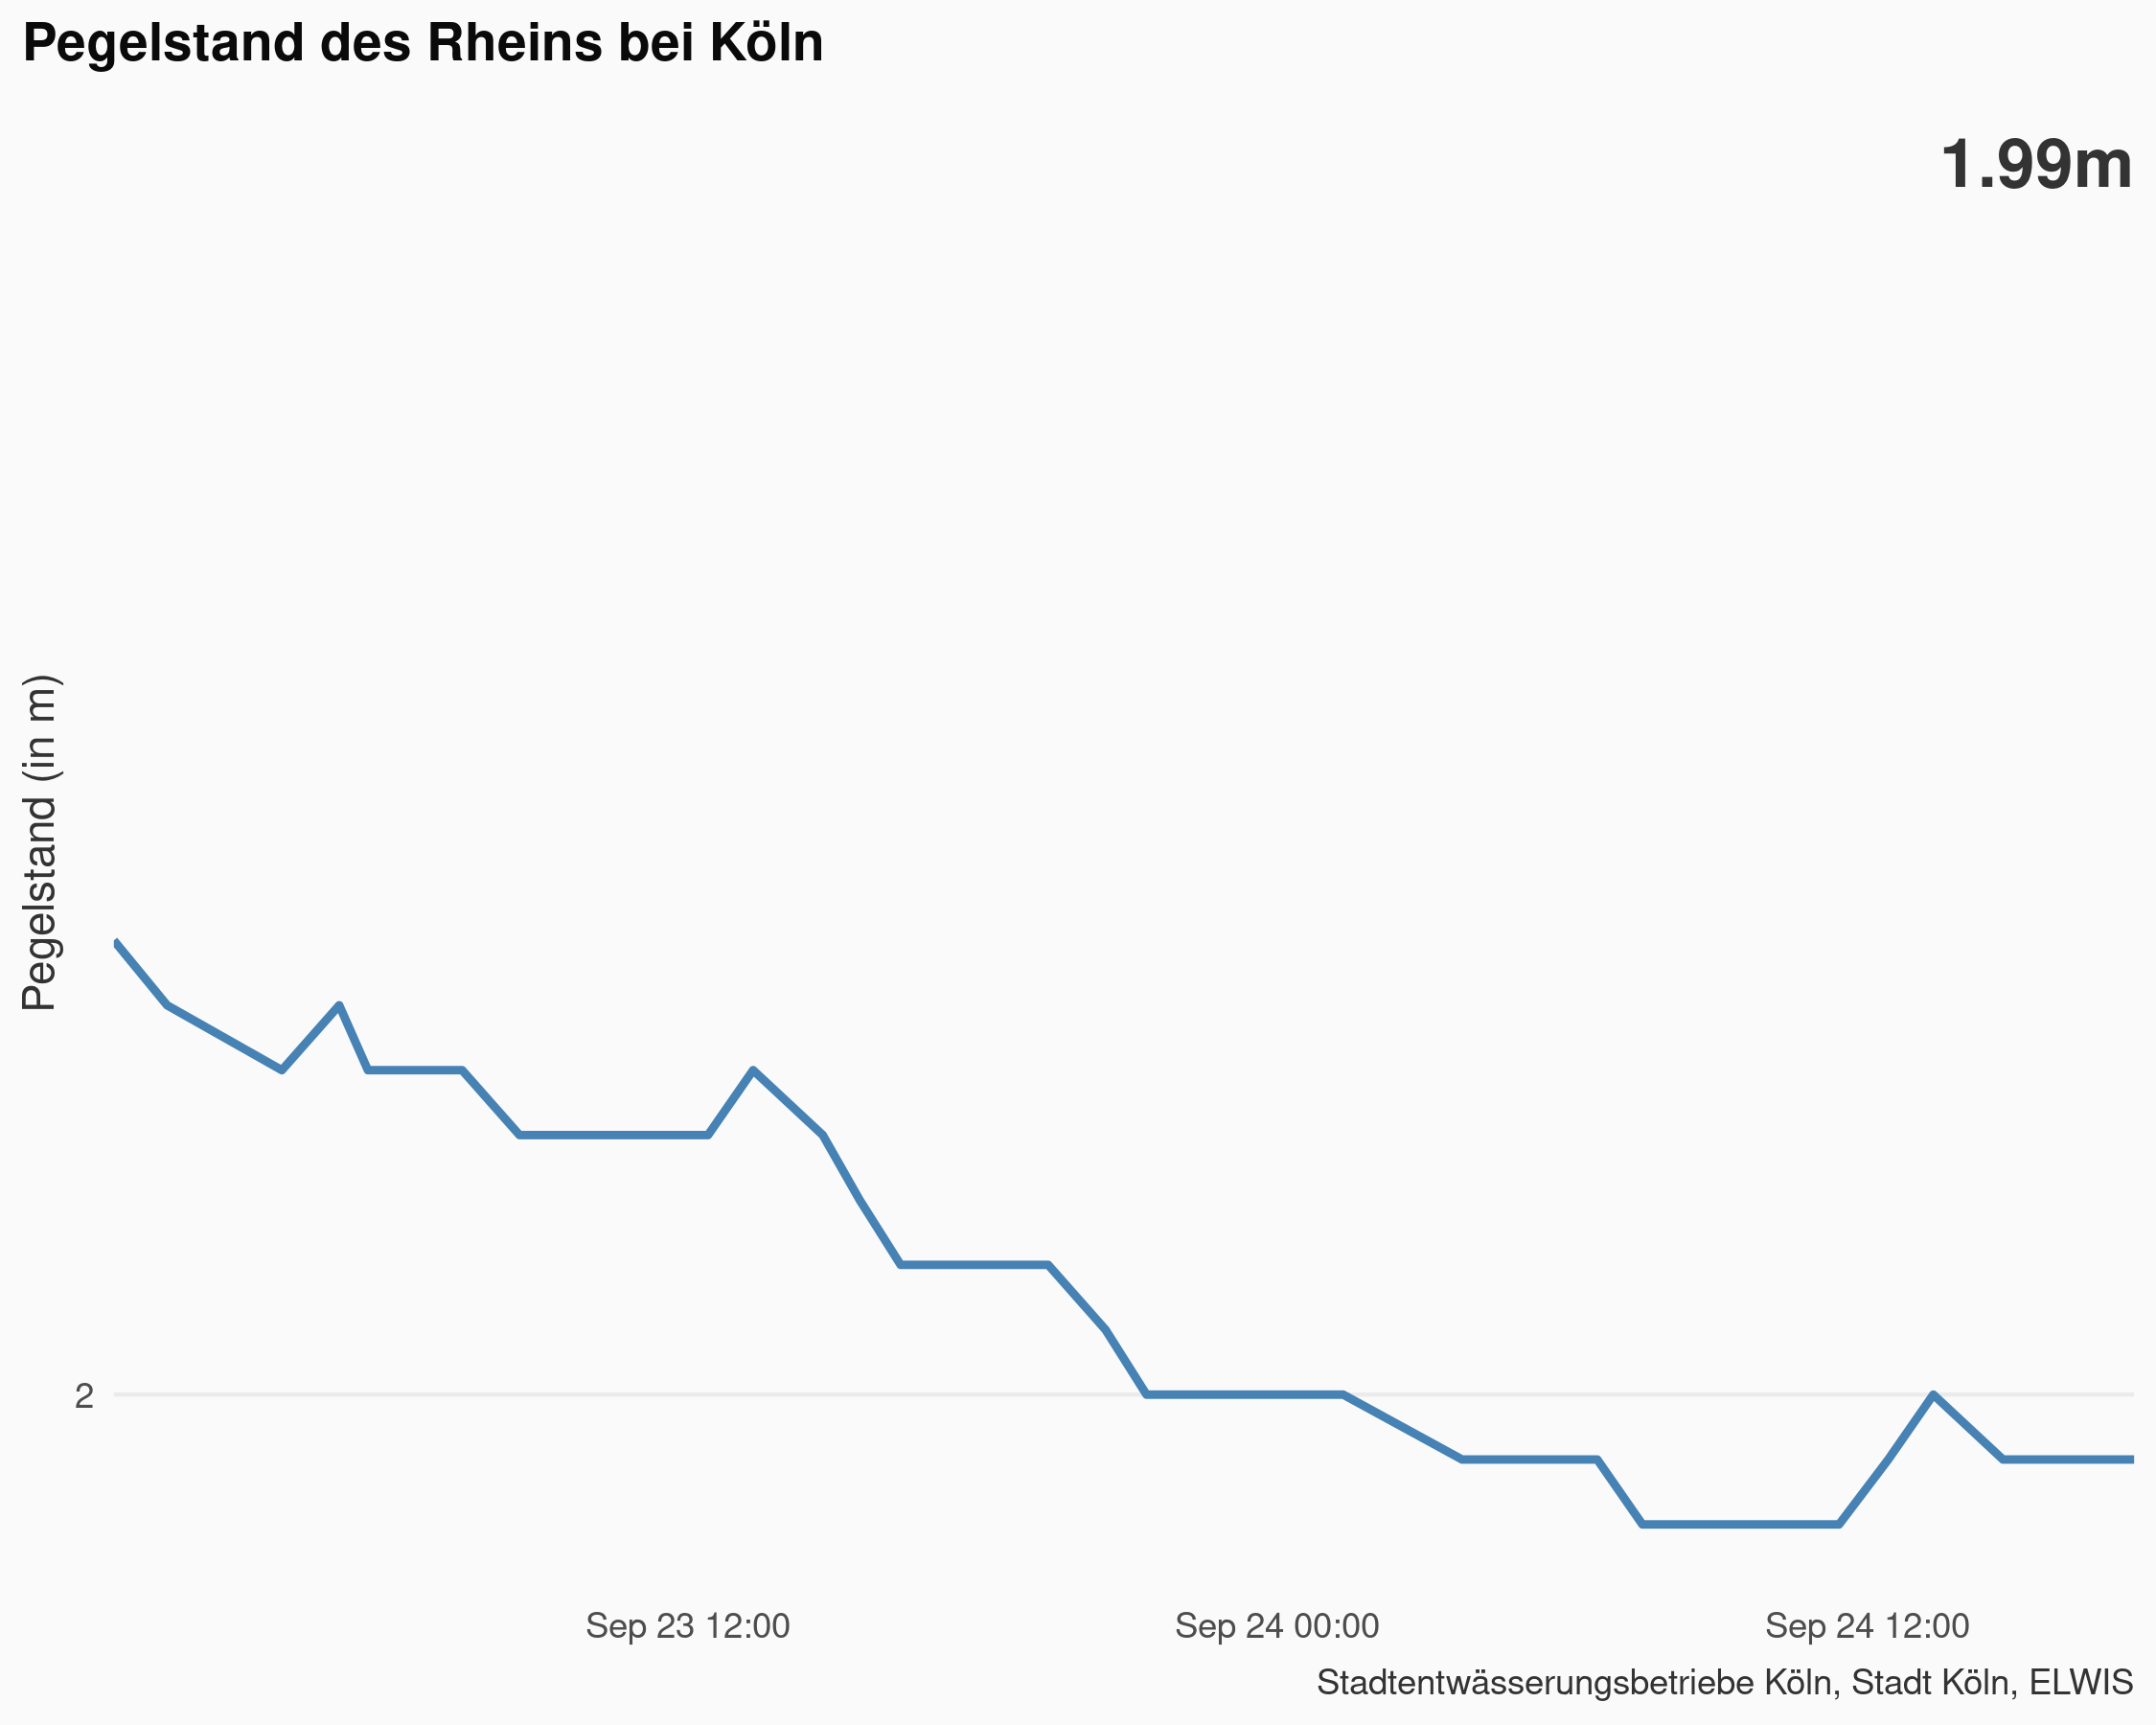 Pegelstand des Rheins bei Köln
1.99m
Pegelstand (in m)
2
Sep 23 12:00
Sep 24 00:00
Sep 24 12:00
Stadtentwässerungsbetriebe Köln, Stadt Köln, ELWIS